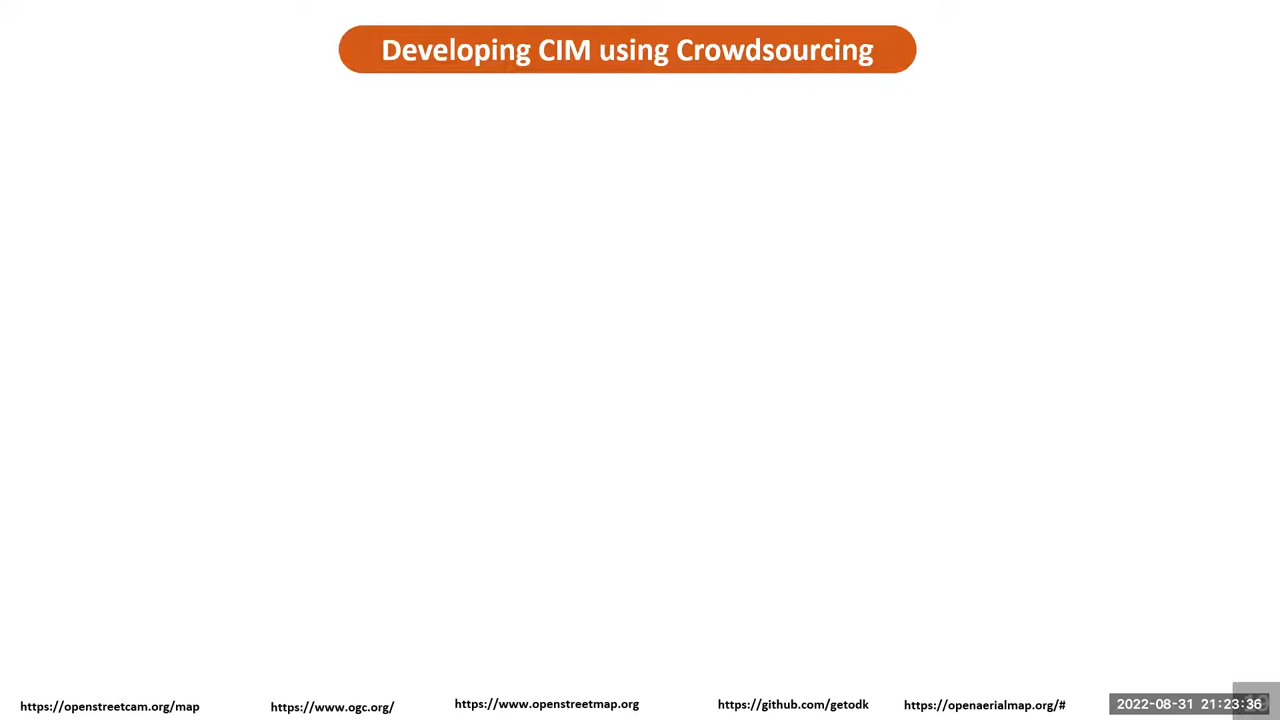 Developing CIM using Crowdsourcing
https://openstreetcam.org/map
https://www.ogc.org/
https://www.openstreetmap.org
https://github.com/getodk
https://openaerialmap.org/#
2022-08-31 21:23:36